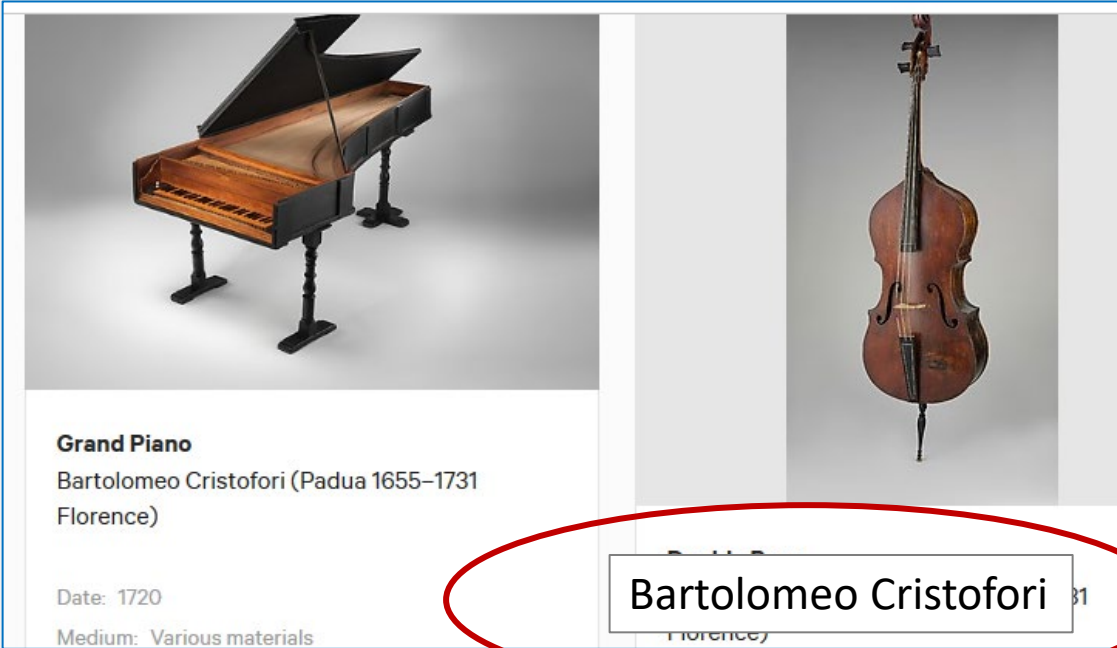 Grand Piano
Bartolomeo Cristofori (Padua 1655–1731
Florence)
Date: 1720
Medium: Various materials
Bartolomeo Cristofori
31
Florence)